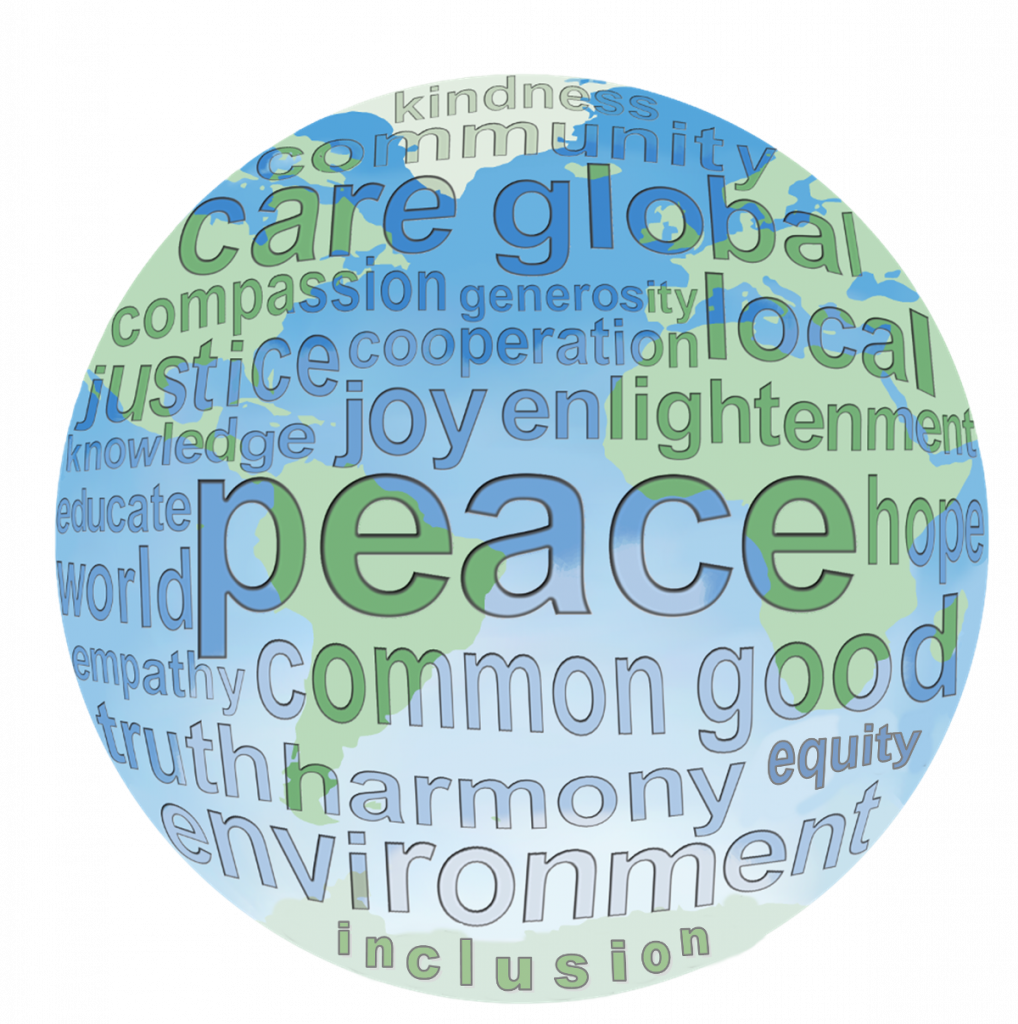 kindness
community
care global
compassion generosity local
justice cooperation
joy enlightenment
knowledge
peace
educate hope
world
empathy common good
truth harmony equity
environment
inclusion